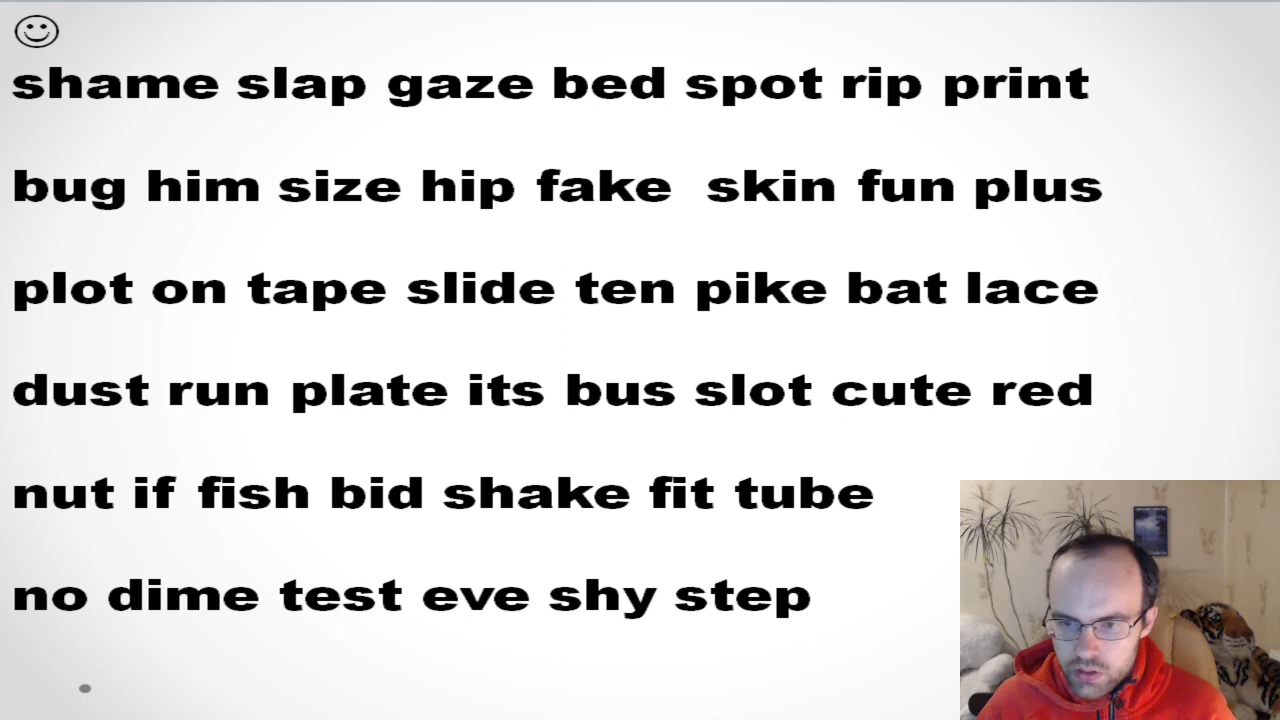 shame slap gaze bed spot rip print
bug him size hip fake skin fun plus
plot on tape slide ten pike bat lace
dust run plate its bus slot cute red
nut if fish bid shake fit tube
no dime test eve shy step